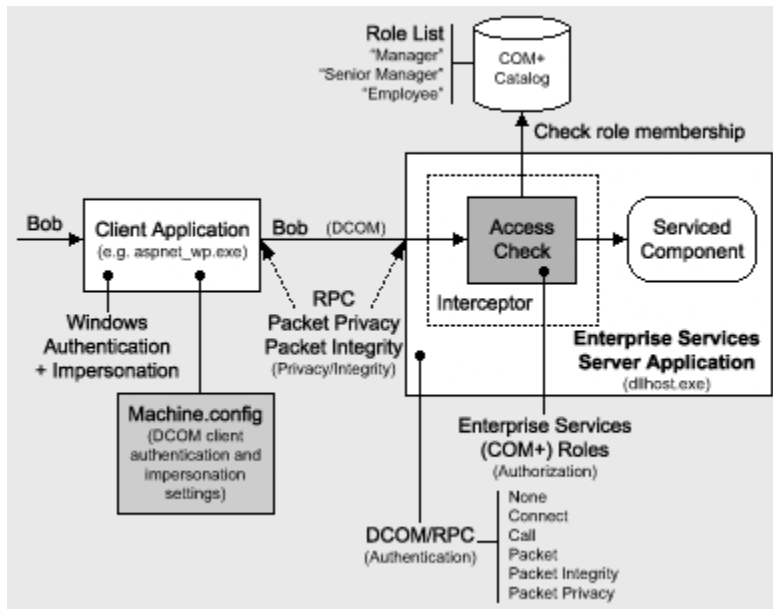 Role List
"Manager"
"Senior Manager"
"Employee"
COM+
Catalog
Check role membership
Bob
Client Application
(e.g. aspnet_wp.exe)
Bob (DCOM)
Access
Check
Serviced
Component
Interceptor
RPC
Packet Privacy
Packet Integrity
(Privacy/Integrity)
Windows
Authentication
+ Impersonation
Enterprise Services
Server Application
(dllhost.exe)
Machine.config
(DCOM client
authentication and
impersonation
settings)
Enterprise Services
(COM+) Roles
(Authorization)
DCOM/RPC
(Authentication)
None
Connect
Call
Packet
Packet Integrity
Packet Privacy